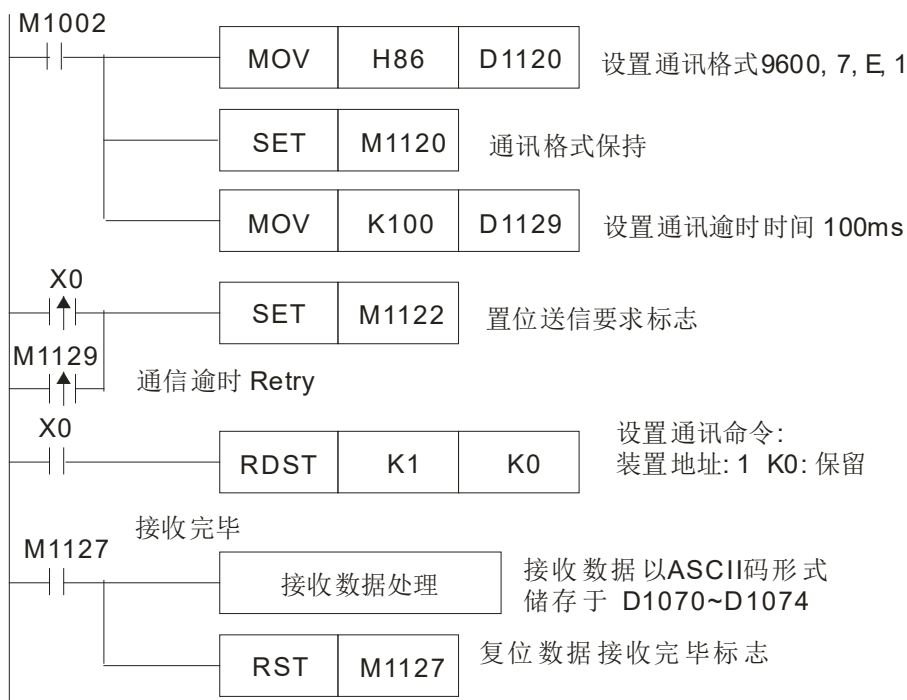 M1002
MOV H86 D1120 设置通讯格式9600, 7, E, 1
SET M1120 通讯格式保持
MOV K100 D1129 设置通讯逾时时间 100ms
X0
SET M1122 置位送信要求标志
M1129
通信逾时 Retry
X0
设置通讯命令:
RDST K1 K0
装置地址: 1 K0: 保留
接收完毕
M1127
接收数据处理
接收数据以ASCII码形式
储存于 D1070~D1074
RST M1127 复位数据接收完毕标志